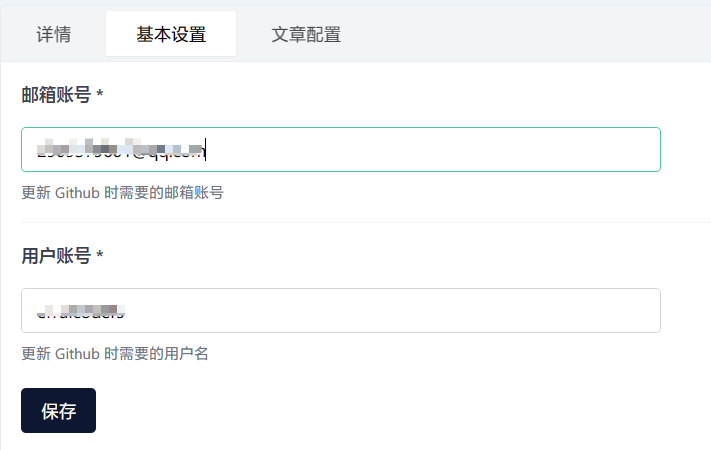 详情 基本设置 文章配置
邮箱账号 *
更新 Github 时需要的邮箱账号
用户账号 *
更新 Github 时需要的用户名
保存